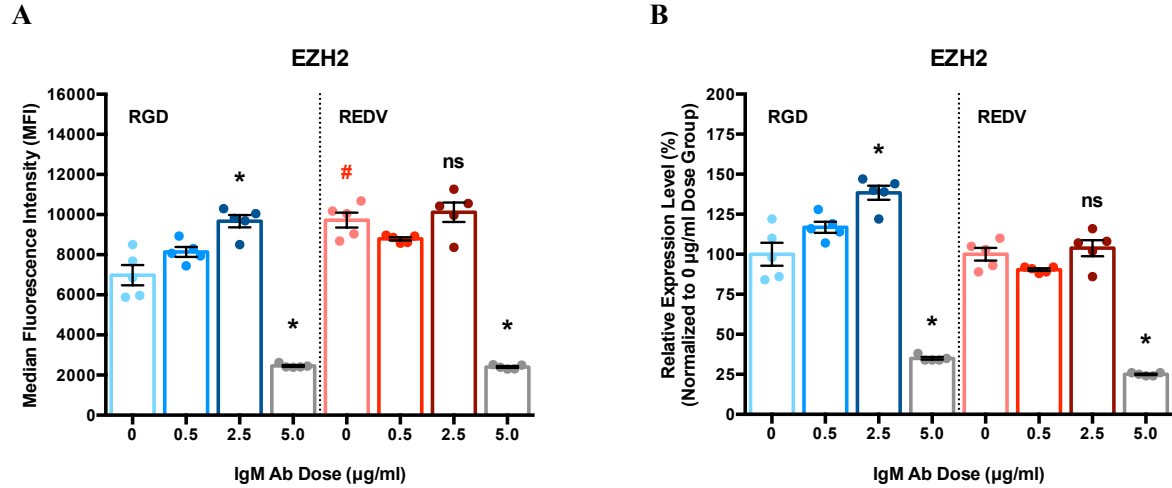 A
EZH2
Median Fluorescence Intensity (MFI)
16000
14000
12000
10000
8000
6000
4000
2000
0
RGD
REDV
*
*
#
ns
*
0
0.5
2.5
5.0
0
0.5
2.5
5.0
IgM Ab Dose (μg/ml)
B
EZH2
Relative Expression Level (%)
(Normalized to 0 μg/ml Dose Group)
200
175
150
125
100
75
50
25
0
RGD
REDV
*
*
ns
*
0
0.5
2.5
5.0
0
0.5
2.5
5.0
IgM Ab Dose (μg/ml)